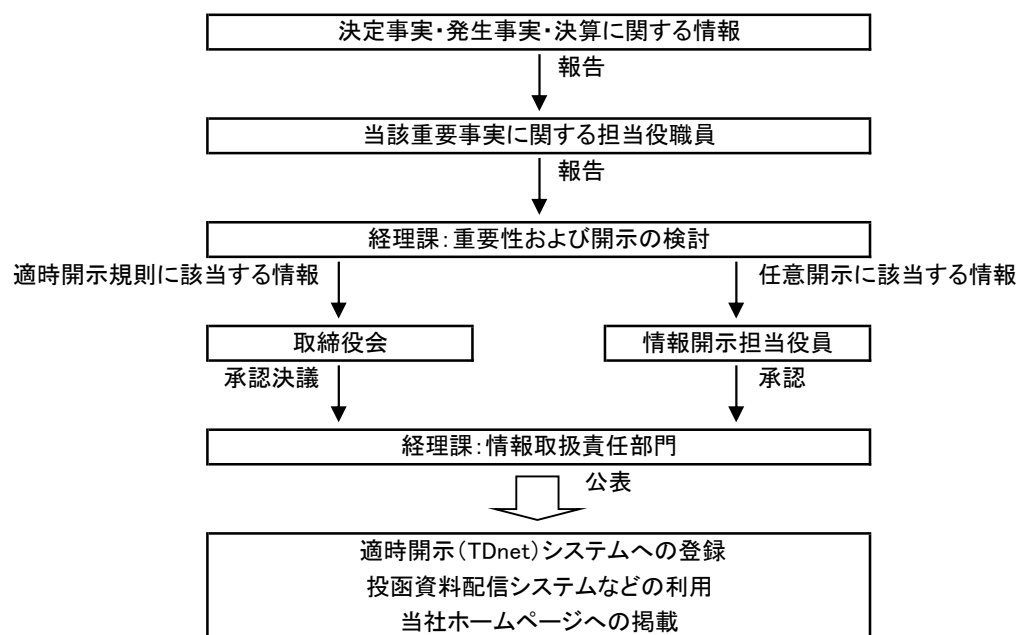 決定事実・発生事実・決算に関する情報
報告
当該重要事実に関する担当役職員
報告
経理課:重要性および開示の検討
適時開示規則に該当する情報
任意開示に該当する情報
取締役会
情報開示担当役員
承認決議
承認
経理課:情報取扱責任部門
公表
適時開示(TDnet)システムへの登録
投函資料配信システムなどの利用
当社ホームページへの掲載